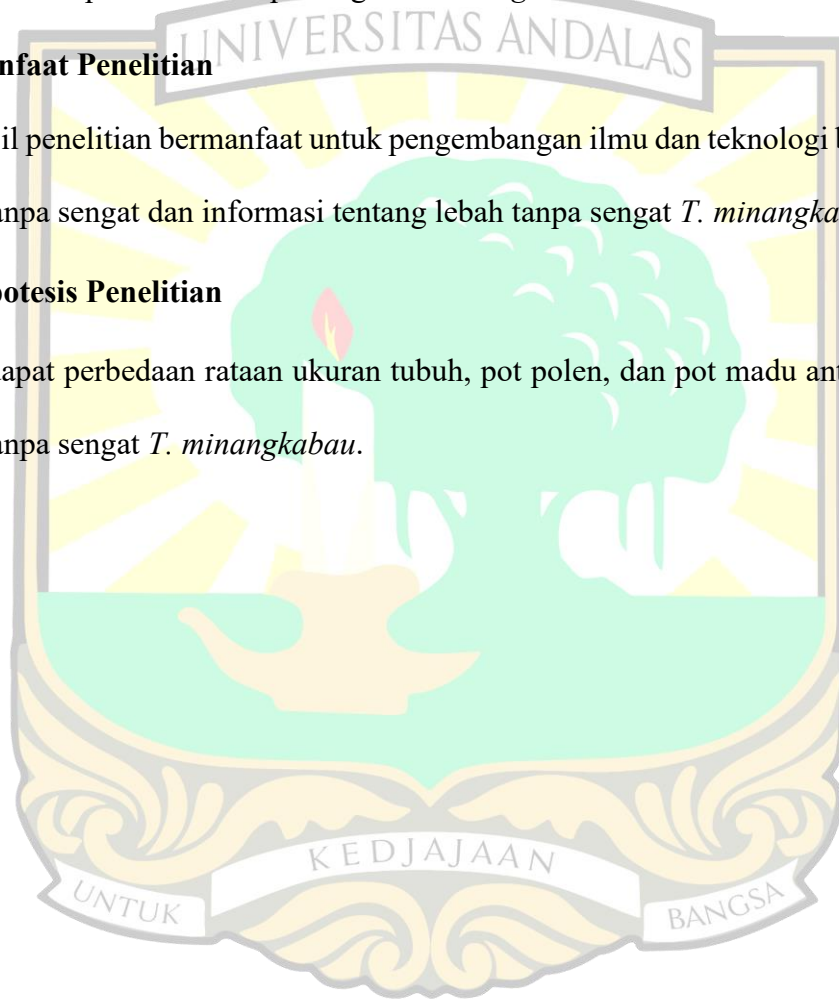 UNIVERSITAS ANDALAS
nfaat Penelitian
il penelitian bermanfaat untuk pengembangan ilmu dan teknologi
anpa sengat dan informasi tentang lebah tanpa sengat T. minangka
otesis Penelitian
apat perbedaan rataan ukuran tubuh, pot polen, dan pot madu
anpa sengat T. minangkabau.
KEDJAJAAN
UNTUK
BANGSA